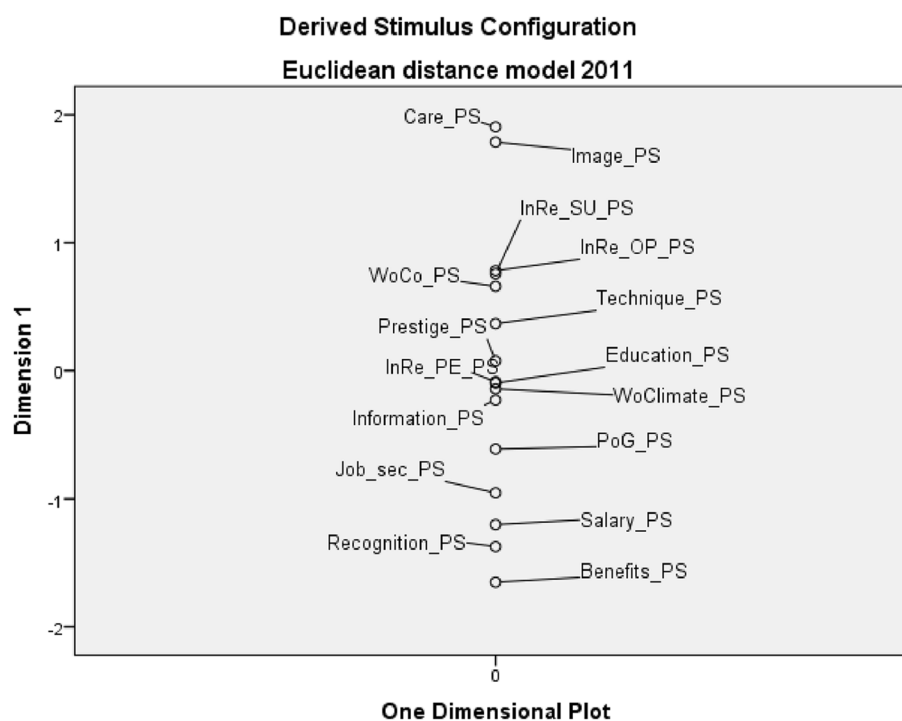 Derived Stimulus Configuration
Euclidean distance model 2011
2
Care_PS
Image_PS
InRe_SU_PS
1
InRe_OP_PS
WoCo_PS
Technique_PS
Prestige_PS
Education_PS
InRe_PE_PS
0
WoClimate_PS
Information_PS
PoG_PS
Job_sec_PS
-1
Salary_PS
Recognition_PS
Benefits_PS
-2
Dimension 1
0
One Dimensional Plot